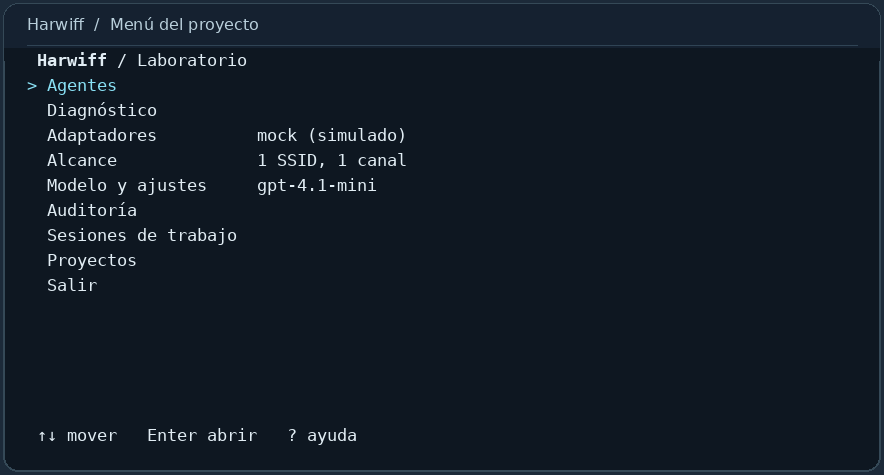 Harwiff / Menú del proyecto
Harwiff / Laboratorio
> Agentes
Diagnóstico
Adaptadores mock (simulado)
Alcance 1 SSID, 1 canal
Modelo y ajustes gpt-4.1-mini
Auditoría
Sesiones de trabajo
Proyectos
Salir
↑↓ mover Enter abrir ? ayuda